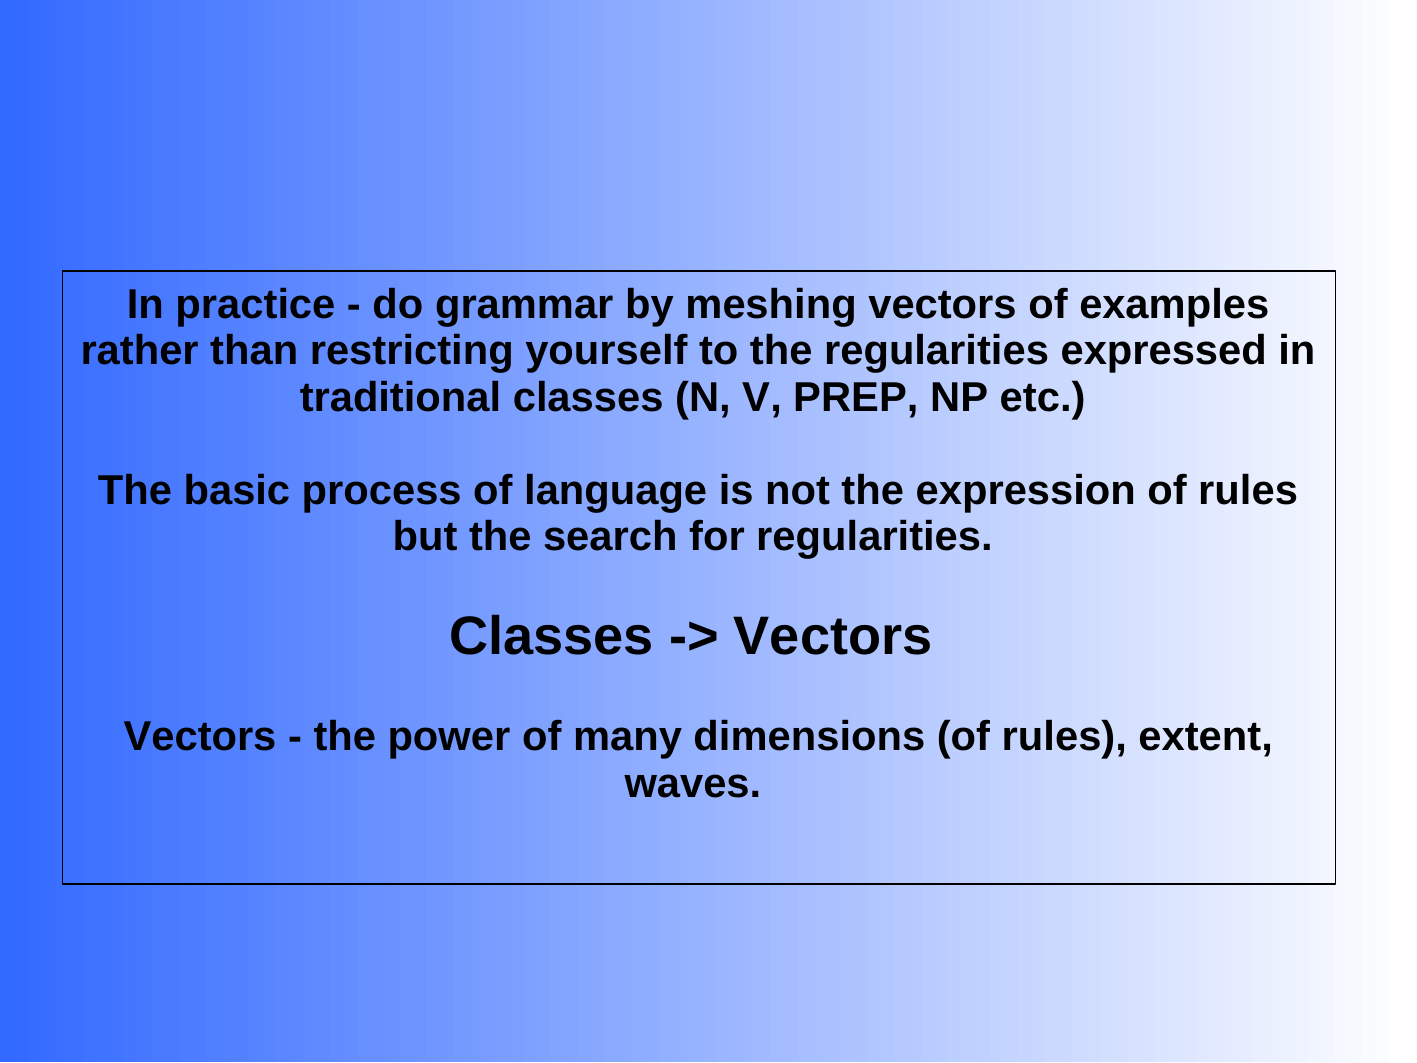 In practice - do grammar by meshing vectors of examples
rather than restricting yourself to the regularities expressed in
traditional classes (N, V, PREP, NP etc.)
The basic process of language is not the expression of rules
but the search for regularities.
Classes -> Vectors
Vectors - the power of many dimensions (of rules), extent,
waves.